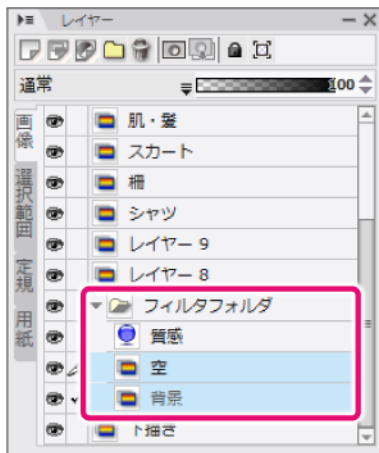 レイヤー
通常
100
画像
選択範囲
定規
用紙
肌・髪
スカート
柵
シャツ
レイヤー 9
レイヤー 8
フィルタフォルダ
質感
空
背景
下描き